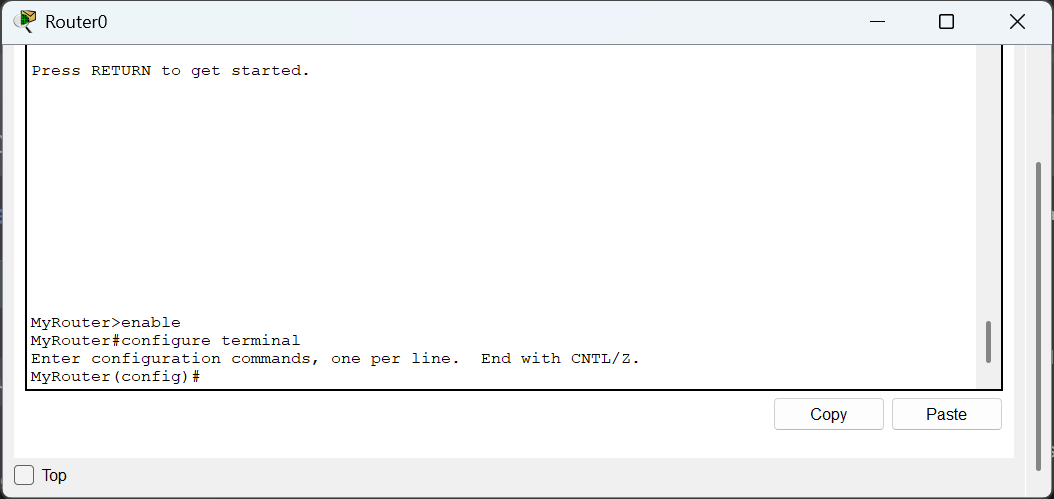 Router0
Press RETURN to get started.
MyRouter>enable
MyRouter#configure terminal
Enter configuration commands, one per line.  End with CNTL/Z.
MyRouter(config)#
Copy
Paste
Top